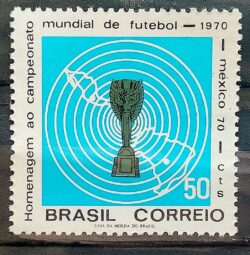 Homenagem ao campeonato
mundial de futebol - 1970
- méxico 70 - cts
50
BRASIL CORREIO
CASA DA MOEDA DO BRASIL